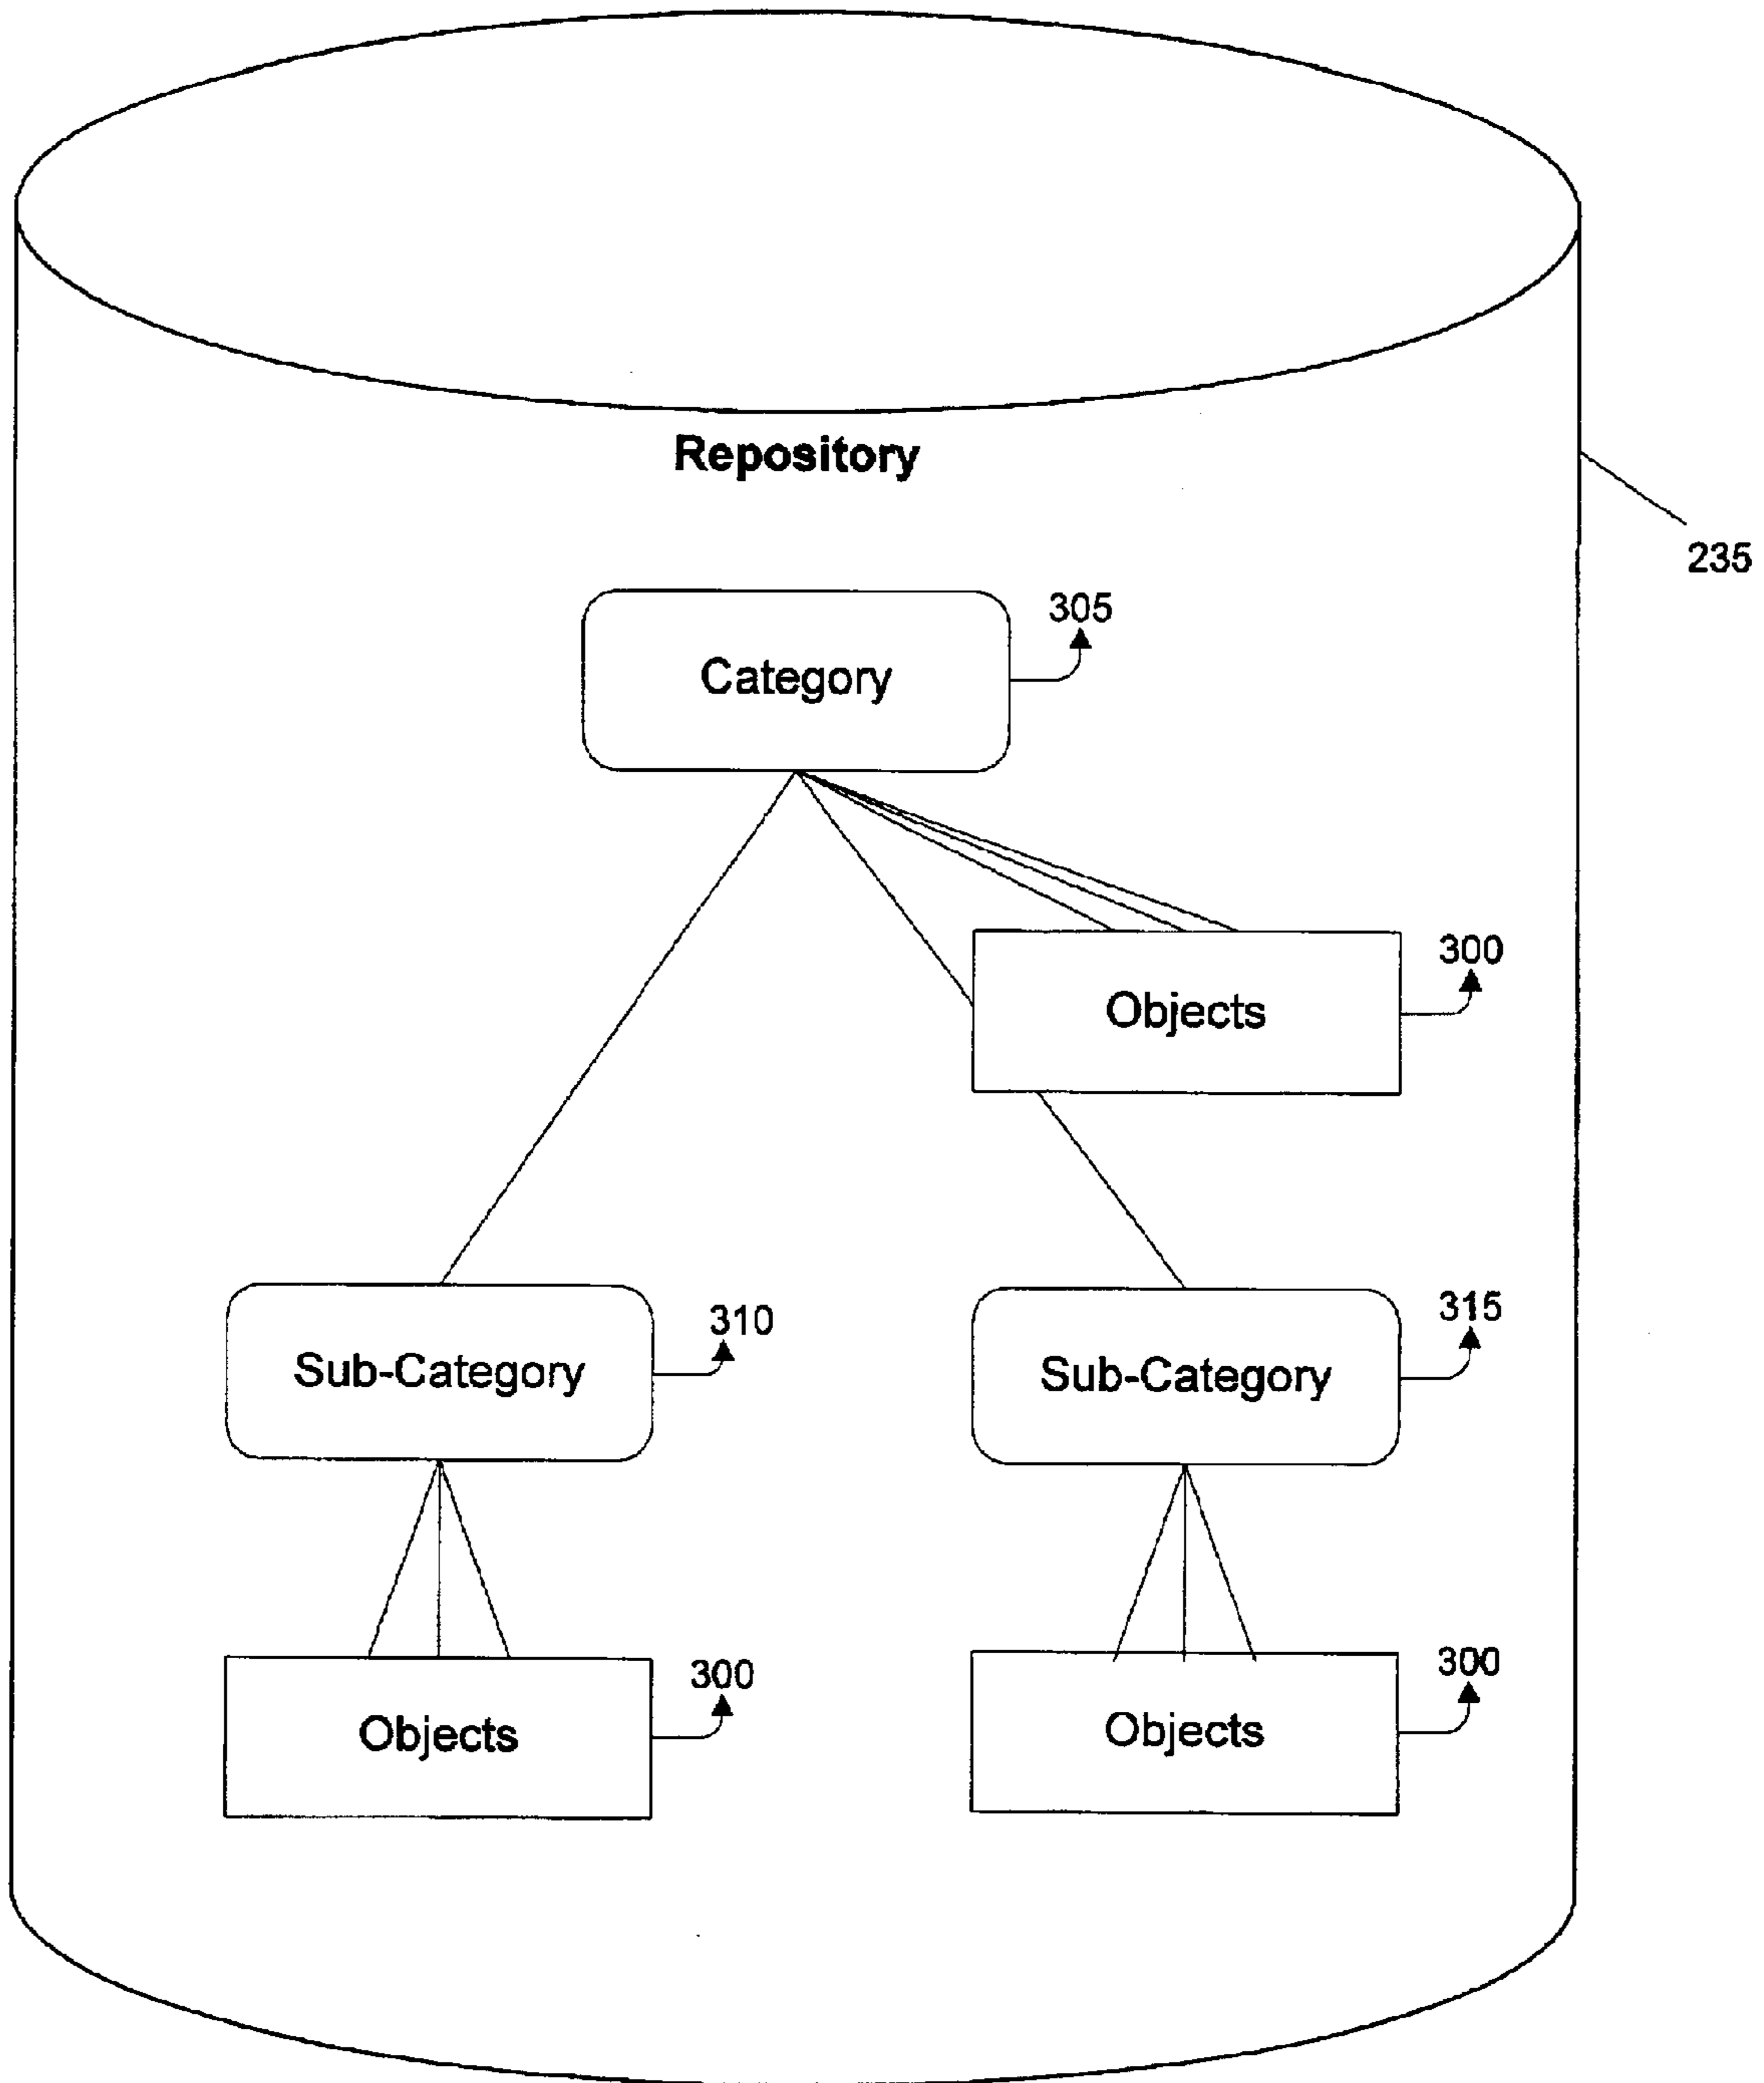 Repository
235
305
Category
300
Objects
310
315
Sub-Category
Sub-Category
300
300
Objects
Objects